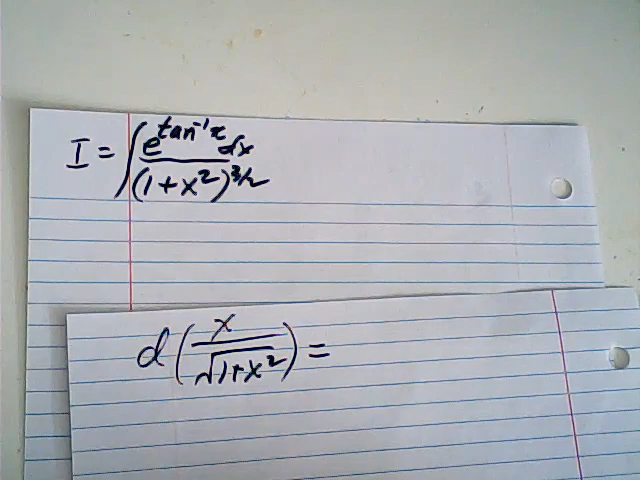 I = ∫ e^tan⁻¹x dx / (1+x²)^3/2
d(x / √1+x²) =